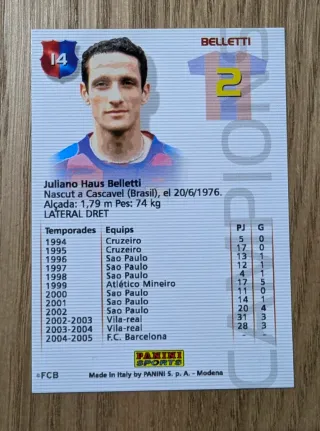 14
BELLETTI
2
CAMPIONS
Juliano Haus Belletti
Nascut a Cascavel (Brasil), el 20/6/1976.
Alçada: 1,79 m Pes: 74 kg
LATERAL DRET
Temporades Equips PJ G
1994 Cruzeiro 5 0
1995 Cruzeiro 17 0
1996 Sao Paulo 13 1
1997 Sao Paulo 12 1
1998 Sao Paulo 4 1
1999 Atlético Mineiro 17 5
2000 Sao Paulo 11 0
2001 Sao Paulo 14 1
2002 Sao Paulo 20 4
2002-2003 Vila-real 31 3
2003-2004 Vila-real 28 3
2004-2005 F.C. Barcelona - -
PANINI
SPORTS
FCB
Made in Italy by PANINI S. p. A. - Modena